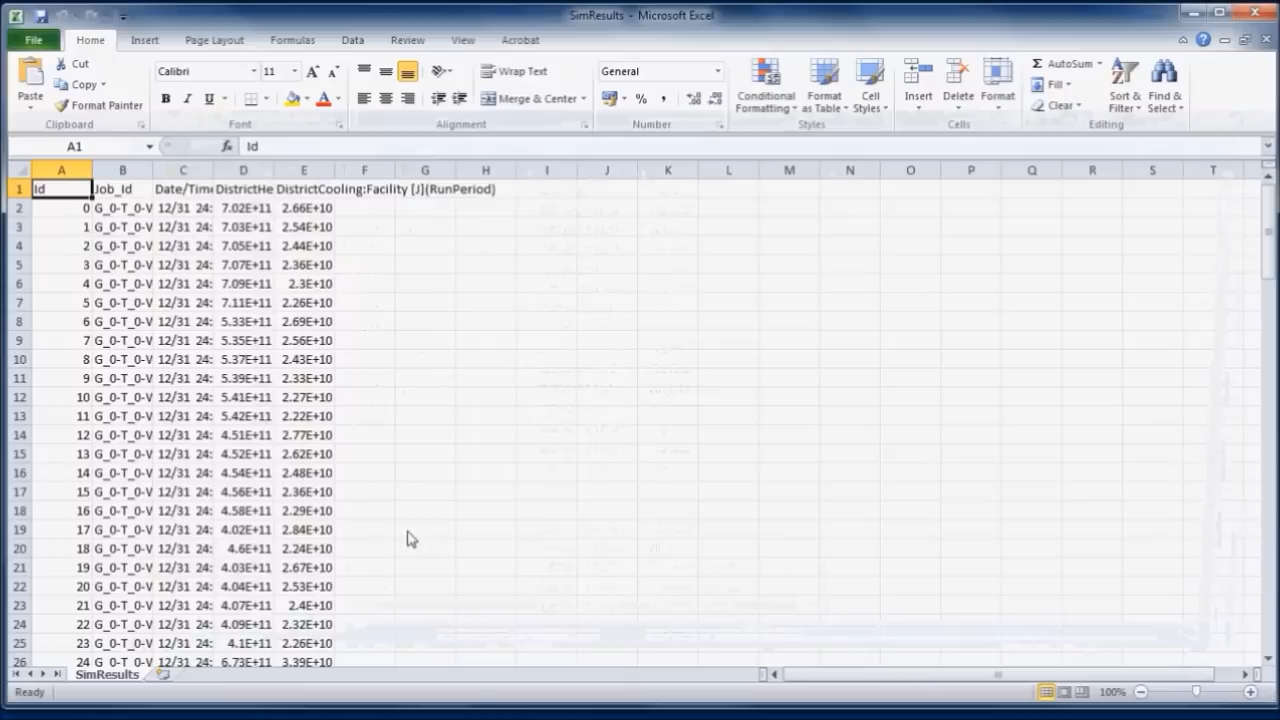 SimResults - Microsoft Excel
File Home Insert Page Layout Formulas Data Review View Acrobat
Paste
Cut
Copy
Format Painter
Clipboard
Calibri 11
B I U
Font
Wrap Text
Merge & Center
Alignment
General
%
Number
Conditional Formatting
Format as Table
Cell Styles
Styles
Insert
Delete
Format
Cells
AutoSum
Fill
Clear
Sort & Filter
Find & Select
Editing
A1 fx Id
A B C D E F G H I J K L M N O P Q R S T
1 Id Job_Id Date/Time DistrictHe DistrictCooling:Facility [J](RunPeriod)
2 0 G_0-T_0-V 12/31 24: 7.02E+11 2.66E+10
3 1 G_0-T_0-V 12/31 24: 7.03E+11 2.54E+10
4 2 G_0-T_0-V 12/31 24: 7.05E+11 2.44E+10
5 3 G_0-T_0-V 12/31 24: 7.07E+11 2.36E+10
6 4 G_0-T_0-V 12/31 24: 7.09E+11 2.3E+10
7 5 G_0-T_0-V 12/31 24: 7.11E+11 2.26E+10
8 6 G_0-T_0-V 12/31 24: 5.33E+11 2.69E+10
9 7 G_0-T_0-V 12/31 24: 5.35E+11 2.56E+10
10 8 G_0-T_0-V 12/31 24: 5.37E+11 2.43E+10
11 9 G_0-T_0-V 12/31 24: 5.39E+11 2.33E+10
12 10 G_0-T_0-V 12/31 24: 5.41E+11 2.27E+10
13 11 G_0-T_0-V 12/31 24: 5.42E+11 2.22E+10
14 12 G_0-T_0-V 12/31 24: 4.51E+11 2.77E+10
15 13 G_0-T_0-V 12/31 24: 4.52E+11 2.62E+10
16 14 G_0-T_0-V 12/31 24: 4.54E+11 2.48E+10
17 15 G_0-T_0-V 12/31 24: 4.56E+11 2.36E+10
18 16 G_0-T_0-V 12/31 24: 4.58E+11 2.29E+10
19 17 G_0-T_0-V 12/31 24: 4.02E+11 2.84E+10
20 18 G_0-T_0-V 12/31 24: 4.6E+11 2.24E+10
21 19 G_0-T_0-V 12/31 24: 4.03E+11 2.67E+10
22 20 G_0-T_0-V 12/31 24: 4.04E+11 2.53E+10
23 21 G_0-T_0-V 12/31 24: 4.07E+11 2.4E+10
24 22 G_0-T_0-V 12/31 24: 4.09E+11 2.32E+10
25 23 G_0-T_0-V 12/31 24: 4.1E+11 2.26E+10
26 24 G_0-T_0-V 12/31 24: 6.73E+11 3.39E+10
SimResults
Ready 100%